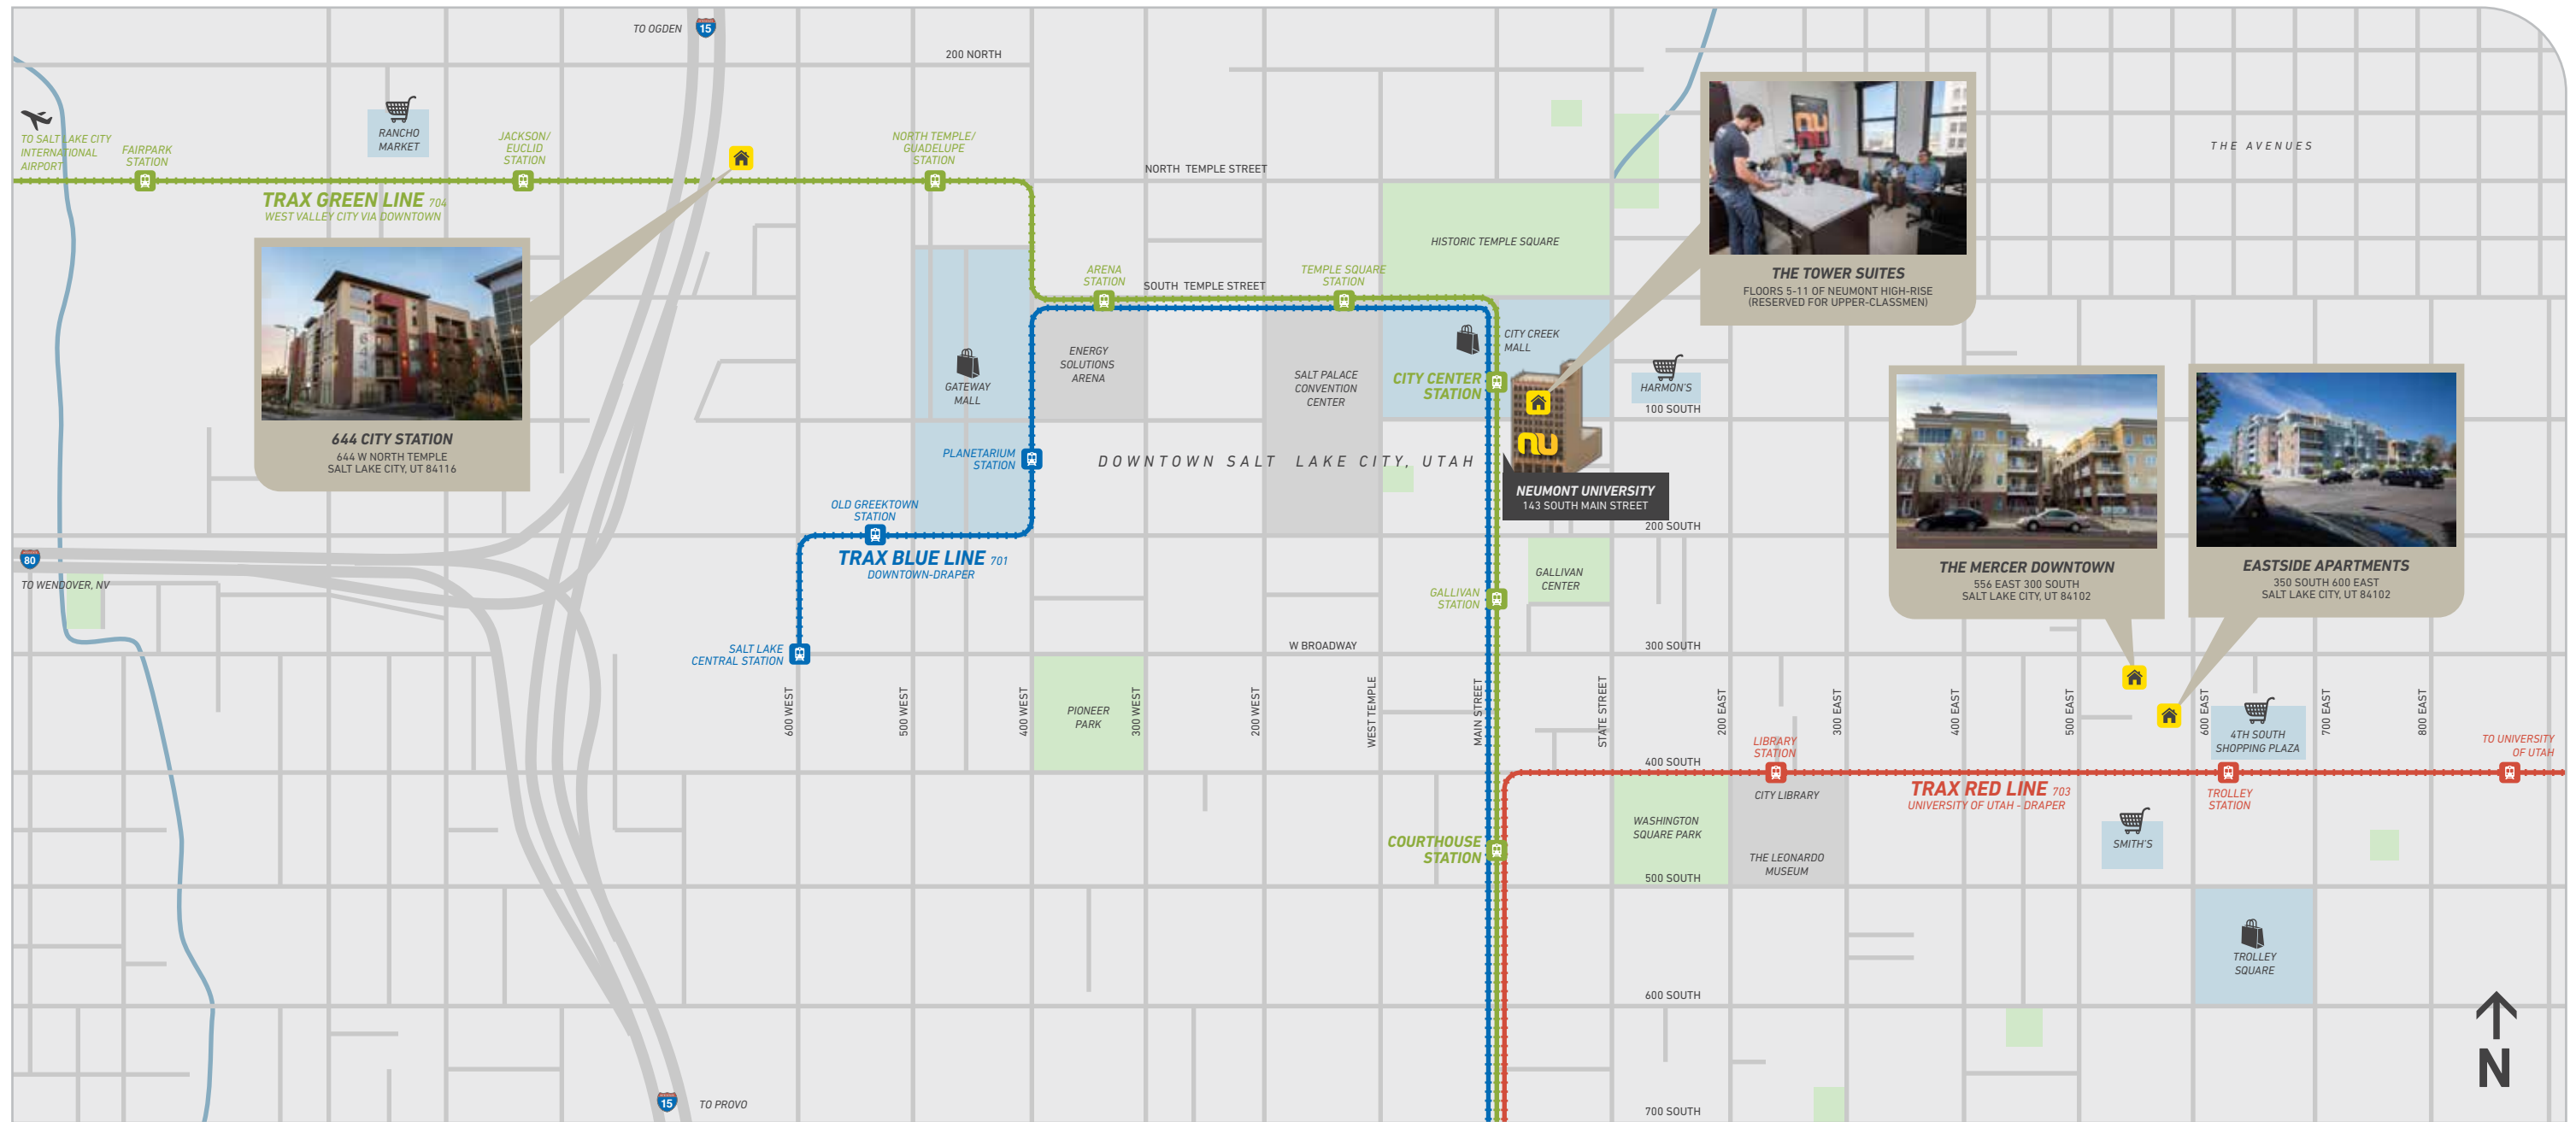 TO OGDEN
15
200 NORTH
TO SALT LAKE CITY
INTERNATIONAL
AIRPORT
FAIRPARK
STATION
RANCHO
MARKET
JACKSON/
EUCLID
STATION
NORTH TEMPLE/
GUADELUPE
STATION
TRAX GREEN LINE 704
WEST VALLEY CITY VIA DOWNTOWN
NORTH TEMPLE STREET
THE AVENUES
HISTORIC TEMPLE SQUARE
ARENA
STATION
SOUTH TEMPLE STREET
TEMPLE SQUARE
STATION
nu
THE TOWER SUITES
FLOORS 5-11 OF NEUMONT HIGH-RISE
(RESERVED FOR UPPER-CLASSMEN)
644 CITY STATION
644 W NORTH TEMPLE
SALT LAKE CITY, UT 84116
GATEWAY
MALL
ENERGY
SOLUTIONS
ARENA
SALT PALACE
CONVENTION
CENTER
CITY CREEK
MALL
CITY CENTER
STATION
HARMON'S
100 SOUTH
nu
PLANETARIUM
STATION
DOWNTOWN SALT LAKE CITY, UTAH
NEUMONT UNIVERSITY
143 SOUTH MAIN STREET
OLD GREEKTOWN
STATION
TRAX BLUE LINE 701
DOWNTOWN-DRAPER
200 SOUTH
80
TO WENDOVER, NV
GALLIVAN
CENTER
GALLIVAN
STATION
THE MERCER DOWNTOWN
556 EAST 300 SOUTH
SALT LAKE CITY, UT 84102
EASTSIDE APARTMENTS
350 SOUTH 600 EAST
SALT LAKE CITY, UT 84102
SALT LAKE
CENTRAL STATION
W BROADWAY
300 SOUTH
600 WEST
500 WEST
400 WEST
PIONEER
PARK
300 WEST
200 WEST
WEST TEMPLE
MAIN STREET
STATE STREET
200 EAST
300 EAST
400 EAST
500 EAST
600 EAST
700 EAST
800 EAST
4TH SOUTH
SHOPPING PLAZA
TO UNIVERSITY
OF UTAH
LIBRARY
STATION
400 SOUTH
CITY LIBRARY
TRAX RED LINE 703
UNIVERSITY OF UTAH - DRAPER
TROLLEY
STATION
WASHINGTON
SQUARE PARK
COURTHOUSE
STATION
THE LEONARDO
MUSEUM
SMITH'S
500 SOUTH
TROLLEY
SQUARE
600 SOUTH
N
15
TO PROVO
700 SOUTH